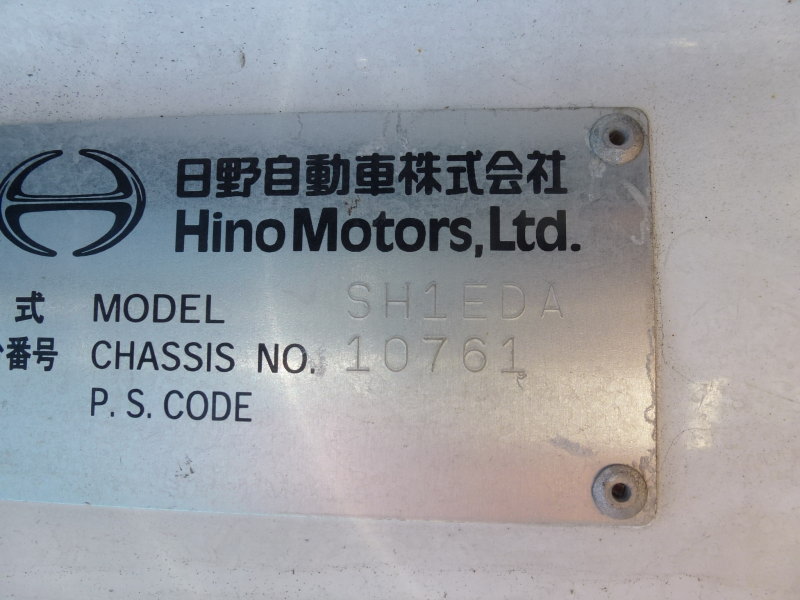 日野自動車株式会社
Hino Motors, Ltd.
式 MODEL SH1EDA
番号 CHASSIS NO. 10761
P. S. CODE